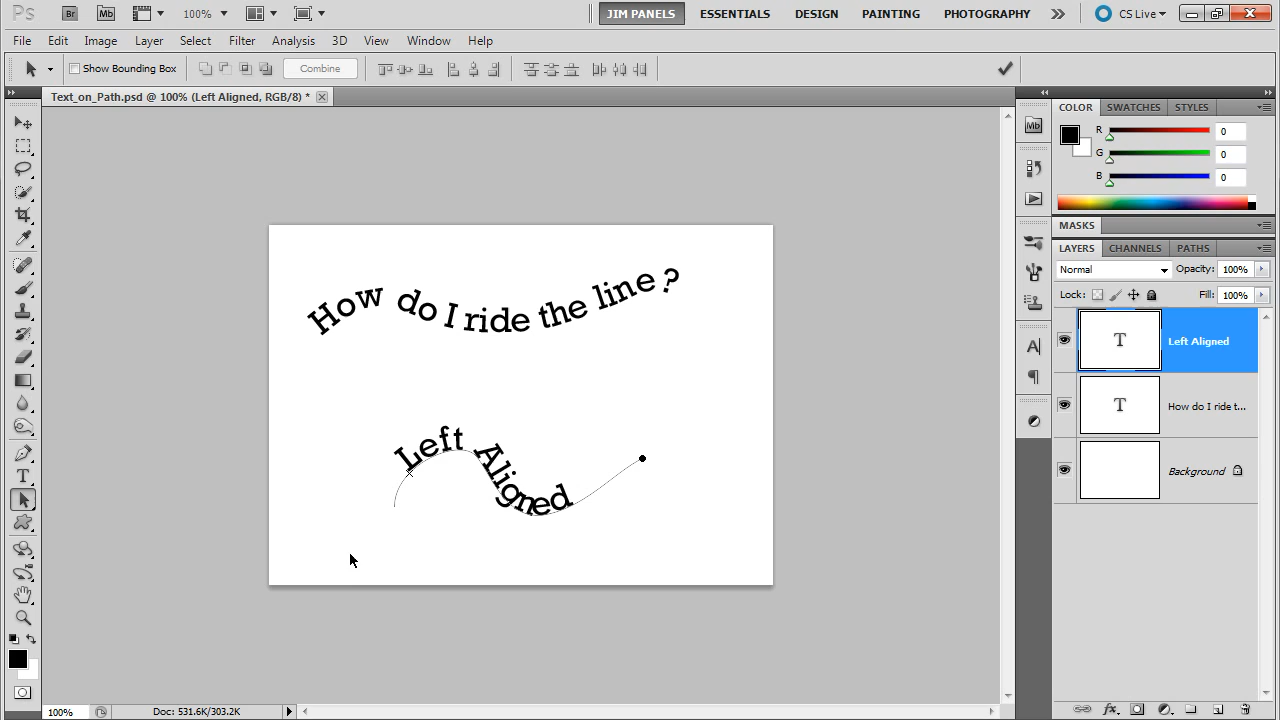 Ps Br Mb 100% JIM PANELS ESSENTIALS DESIGN PAINTING PHOTOGRAPHY CS Live
File Edit Image Layer Select Filter Analysis 3D View Window Help
Show Bounding Box Combine
Text_on_Path.psd @ 100% (Left Aligned, RGB/8) *
COLOR SWATCHES STYLES
R 0
G 0
B 0
MASKS
LAYERS CHANNELS PATHS
Normal Opacity: 100%
Lock: Fill: 100%
T Left Aligned
T How do I ride t...
Background
Mb
A
T
How do I ride the line?
Left Aligned
100% Doc: 531.6K/303.2K
fx